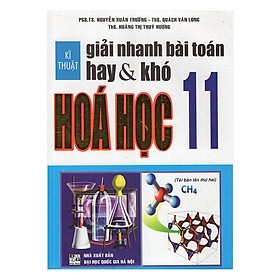 PGS.TS. NGUYỄN XUÂN TRƯỜNG - ThS. QUÁCH VĂN LONG
ThS. HOÀNG THỊ THUÝ HƯƠNG
KĨ THUẬT
giải nhanh bài toán
hay & khó
HOÁ HỌC 11
(Tái bản lần thứ hai)
CH4
NHÀ XUẤT BẢN
ĐẠI HỌC QUỐC GIA HÀ NỘI